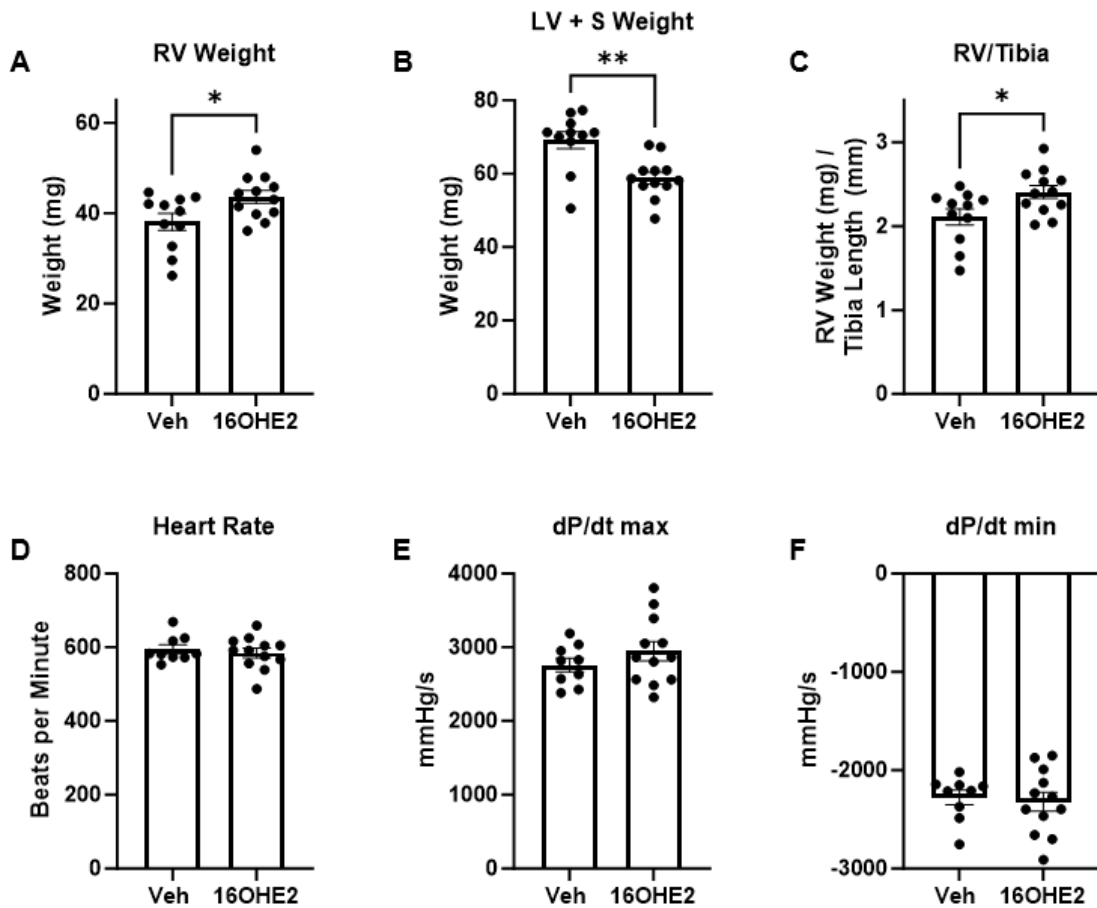 A
RV Weight
*
Weight (mg)
60
40
20
0
Veh
16OHE2
B
LV + S Weight
**
Weight (mg)
80
60
40
20
0
Veh
16OHE2
C
RV/Tibia
*
RV Weight (mg) /
Tibia Length (mm)
3
2
1
0
Veh
16OHE2
D
Heart Rate
Beats per Minute
800
600
400
200
0
Veh
16OHE2
E
dP/dt max
mmHg/s
4000
3000
2000
1000
0
Veh
16OHE2
F
dP/dt min
mmHg/s
0
-1000
-2000
-3000
Veh
16OHE2